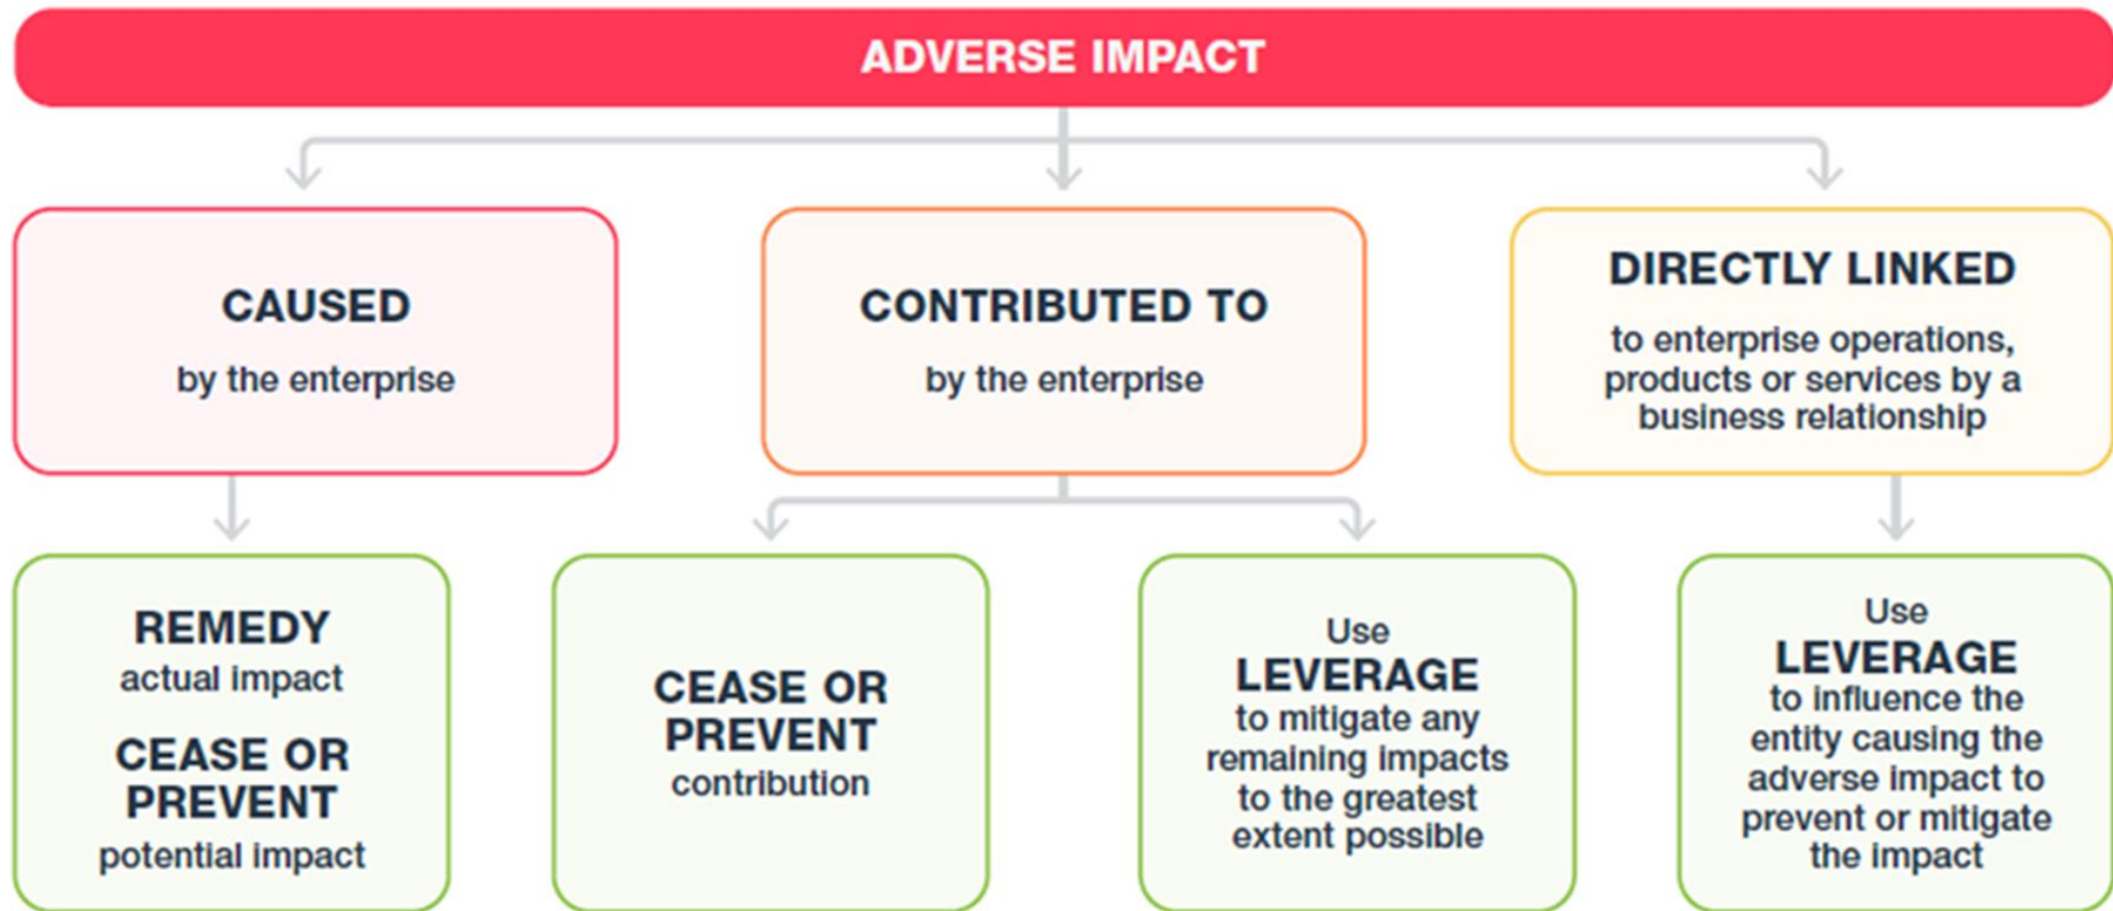 ADVERSE IMPACT
CAUSED
by the enterprise
CONTRIBUTED TO
by the enterprise
DIRECTLY LINKED
to enterprise operations,
products or services by a
business relationship
REMEDY
actual impact
CEASE OR
PREVENT
potential impact
CEASE OR
PREVENT
contribution
Use
LEVERAGE
to mitigate any
remaining impacts
to the greatest
extent possible
Use
LEVERAGE
to influence the
entity causing the
adverse impact to
prevent or mitigate
the impact